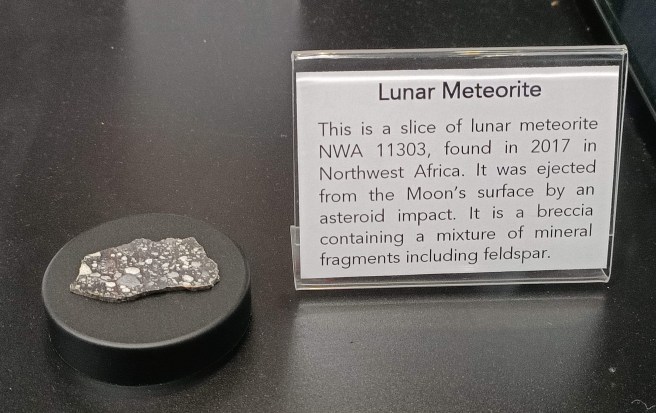 Lunar Meteorite
This is a slice of lunar meteorite
NWA 11303, found in 2017 in
Northwest Africa. It was ejected
from the Moon's surface by an
asteroid impact. It is a breccia
containing a mixture of mineral
fragments including feldspar.